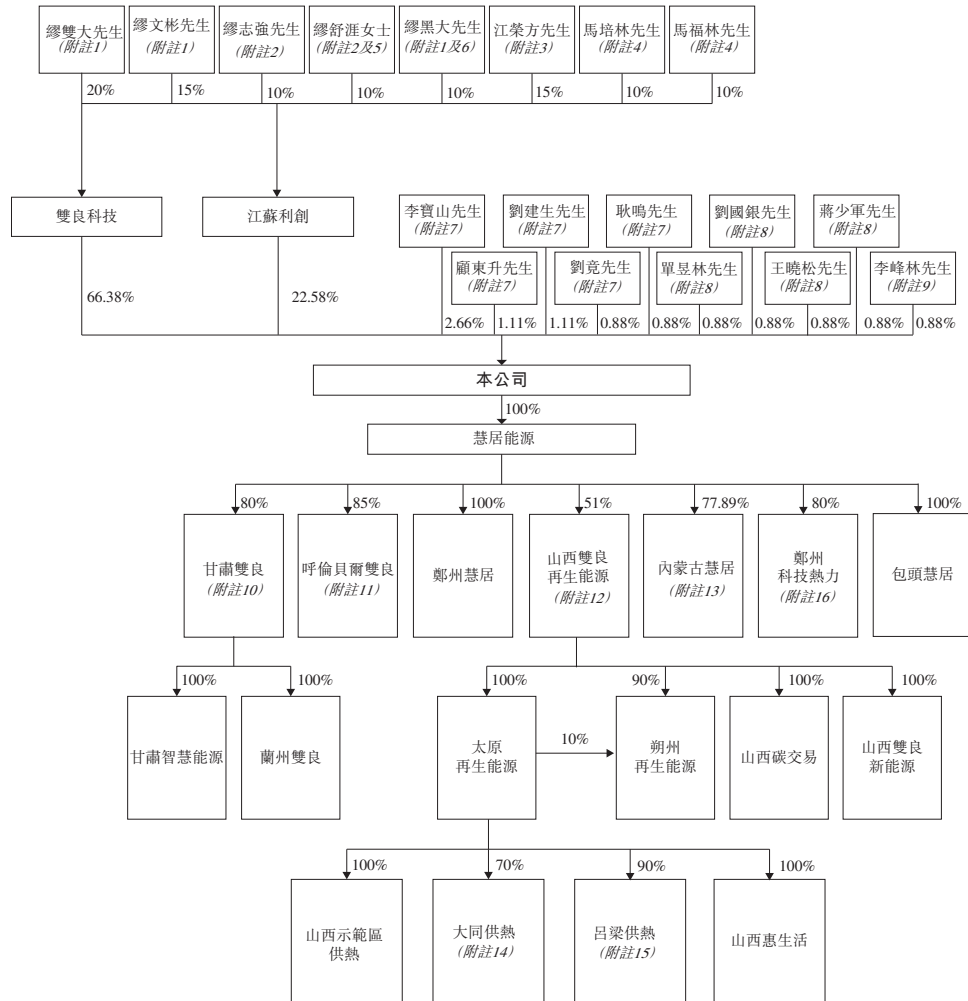 繆雙大先生
(附註1)
繆文彬先生
(附註1)
繆志強先生
(附註2)
繆舒涯女士
(附註2及5)
繆黑大先生
(附註1及6)
江榮方先生
(附註3)
馬培林先生
(附註4)
馬福林先生
(附註4)
20%
15%
10%
10%
10%
15%
10%
10%
雙良科技
江蘇利創
李寶山先生
(附註7)
劉建生先生
(附註7)
耿鳴先生
(附註7)
劉國銀先生
(附註8)
蔣少軍先生
(附註8)
顧東升先生
(附註7)
劉竟先生
(附註7)
單昱林先生
(附註8)
王曉松先生
(附註8)
李峰林先生
(附註9)
66.38%
22.58%
2.66%
1.11%
1.11%
0.88%
0.88%
0.88%
0.88%
0.88%
0.88%
0.88%
本公司
100%
慧居能源
80%
85%
100%
51%
77.89%
80%
100%
甘肅雙良
(附註10)
呼倫貝爾雙良
(附註11)
鄭州慧居
山西雙良
再生能源
(附註12)
內蒙古慧居
(附註13)
鄭州
科技熱力
(附註16)
包頭慧居
100%
100%
100%
90%
100%
100%
甘肅智慧能源
蘭州雙良
太原
再生能源
10%
朔州
再生能源
山西碳交易
山西雙良
新能源
100%
70%
90%
100%
山西示範區
供熱
大同供熱
(附註14)
呂梁供熱
(附註15)
山西惠生活